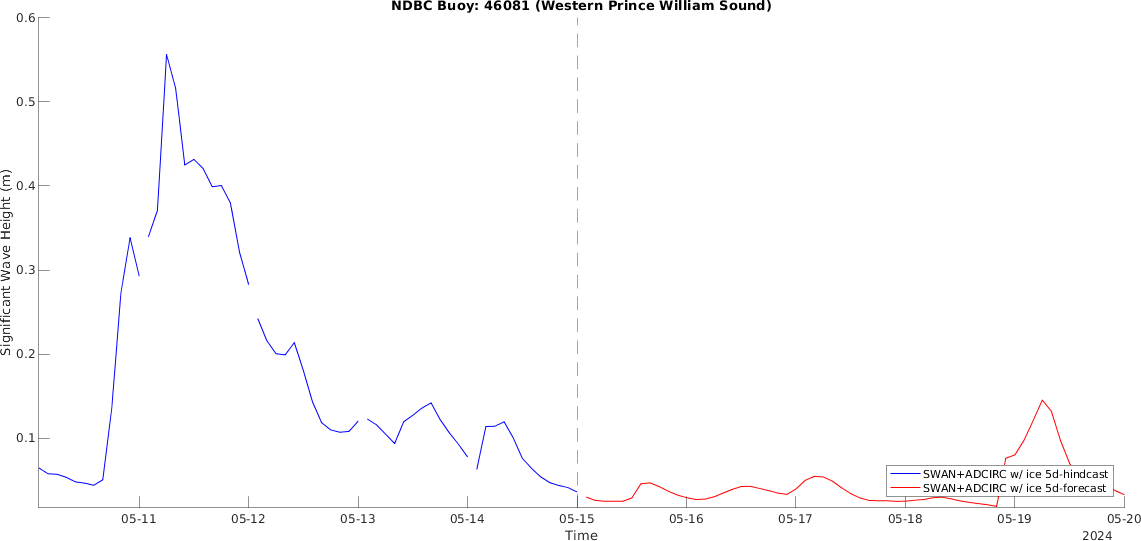 NDBC Buoy: 46081 (Western Prince William Sound)
0.6
0.5
0.4
0.3
0.2
0.1
Significant Wave Height (m)
SWAN+ADCIRC w/ ice 5d-hindcast
SWAN+ADCIRC w/ ice 5d-forecast
05-11 05-12 05-13 05-14 05-15 05-16 05-17 05-18 05-19 05-20
Time
2024